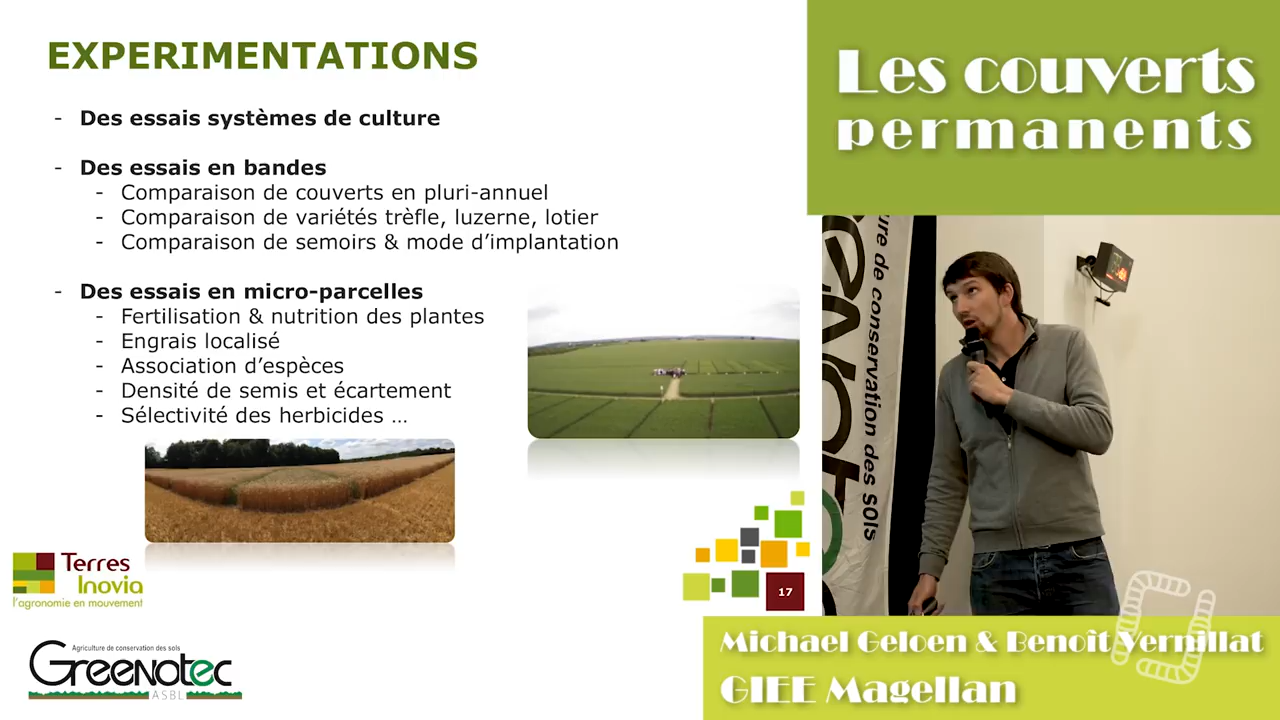 EXPERIMENTATIONS
- Des essais systèmes de culture
- Des essais en bandes
- Comparaison de couverts en pluri-annuel
- Comparaison de variétés trèfle, luzerne, lotier
- Comparaison de semoirs & mode d’implantation
- Des essais en micro-parcelles
- Fertilisation & nutrition des plantes
- Engrais localisé
- Association d’espèces
- Densité de semis et écartement
- Sélectivité des herbicides ...
17
Terres
Inovia
l'agronomie en mouvement
Agriculture de conservation des sols
Greenotec
ASBL
Les couverts
permanents
ure de conservation des sols
Michael Geloen & Benoît Vernillat
GIEE Magellan